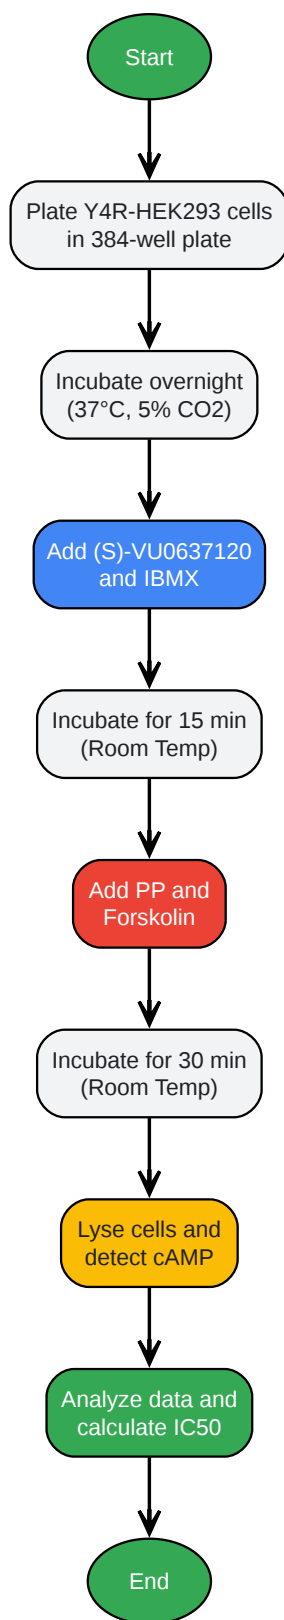 Start
Plate Y4R-HEK293 cells
in 384-well plate
Incubate overnight
(37°C, 5% CO2)
Add (S)-VU0637120
and IBMX
Incubate for 15 min
(Room Temp)
Add PP and
Forskolin
Incubate for 30 min
(Room Temp)
Lyse cells and
detect cAMP
Analyze data and
calculate IC50
End